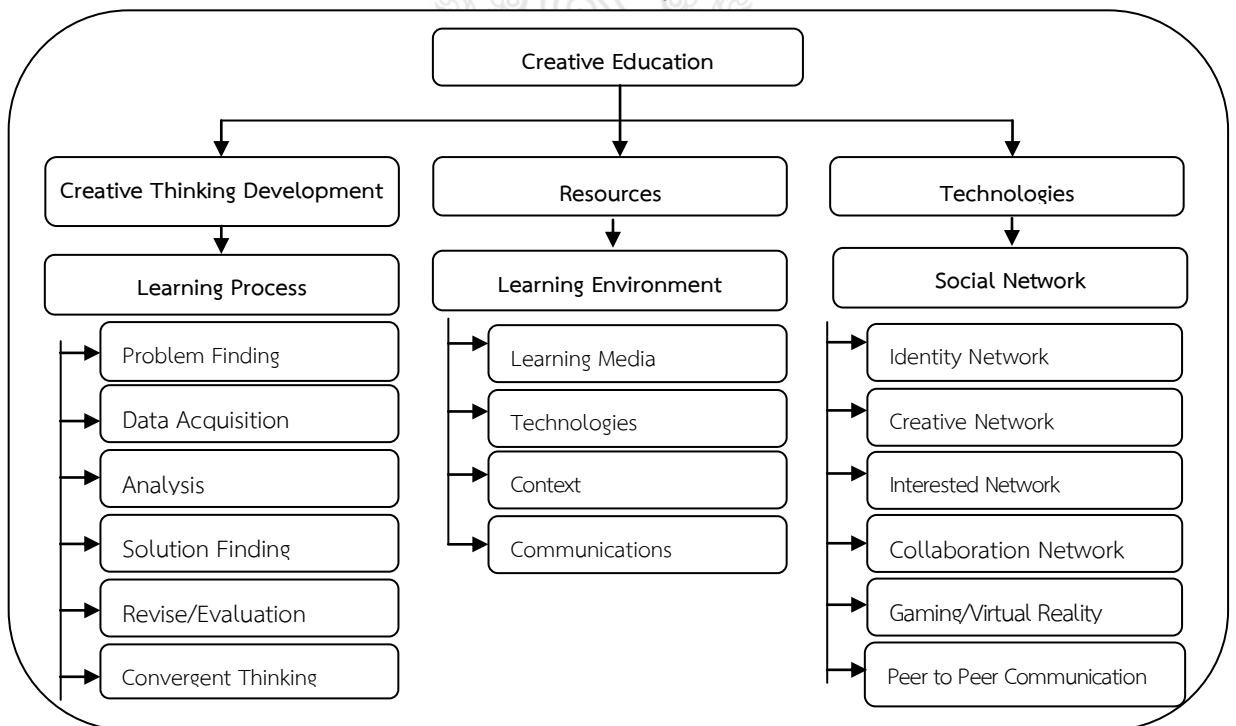 Creative Education
Creative Thinking Development
Resources
Technologies
Learning Process
Learning Environment
Social Network
Problem Finding
Data Acquisition
Analysis
Solution Finding
Revise/Evaluation
Convergent Thinking
Learning Media
Technologies
Context
Communications
Identity Network
Creative Network
Interested Network
Collaboration Network
Gaming/Virtual Reality
Peer to Peer Communication